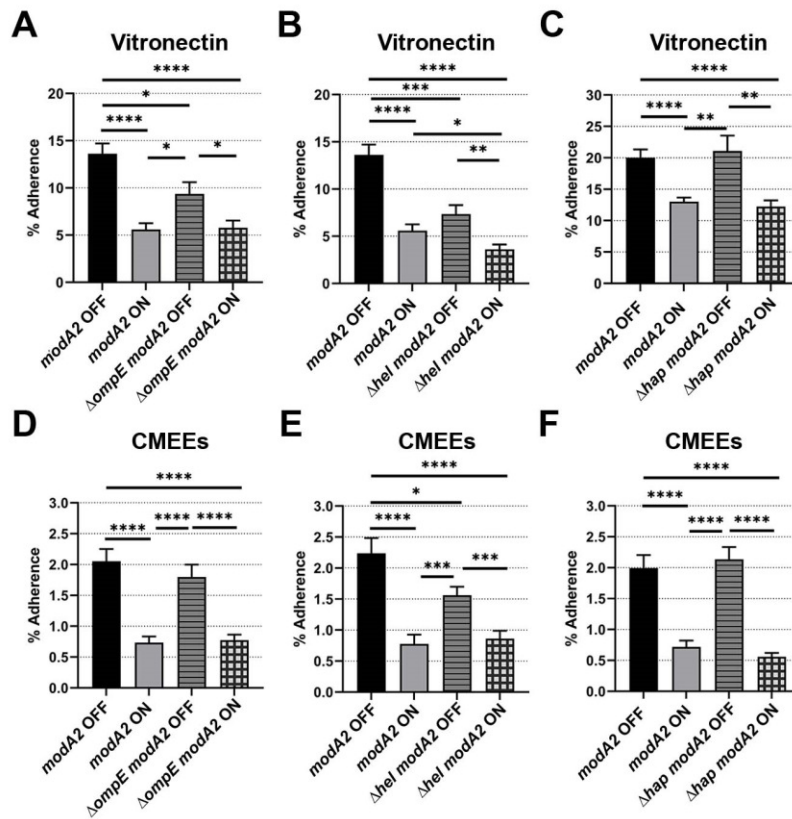 A
Vitronectin
****
*
****
*
*
20
15
10
5
0
% Adherence
modA2 OFF
modA2 ON
ΔompE modA2 OFF
ΔompE modA2 ON
B
Vitronectin
****
***
****
*
**
20
15
10
5
0
% Adherence
modA2 OFF
modA2 ON
Δhel modA2 OFF
Δhel modA2 ON
C
Vitronectin
****
**
****
**
30
25
20
15
10
5
0
% Adherence
modA2 OFF
modA2 ON
Δhap modA2 OFF
Δhap modA2 ON
D
CMEEs
****
****
****
****
3.0
2.5
2.0
1.5
1.0
0.5
0.0
% Adherence
modA2 OFF
modA2 ON
ΔompE modA2 OFF
ΔompE modA2 ON
E
CMEEs
****
*
****
***
***
3.0
2.5
2.0
1.5
1.0
0.5
0.0
% Adherence
modA2 OFF
modA2 ON
Δhel modA2 OFF
Δhel modA2 ON
F
CMEEs
****
****
****
****
3.0
2.5
2.0
1.5
1.0
0.5
0.0
% Adherence
modA2 OFF
modA2 ON
Δhap modA2 OFF
Δhap modA2 ON